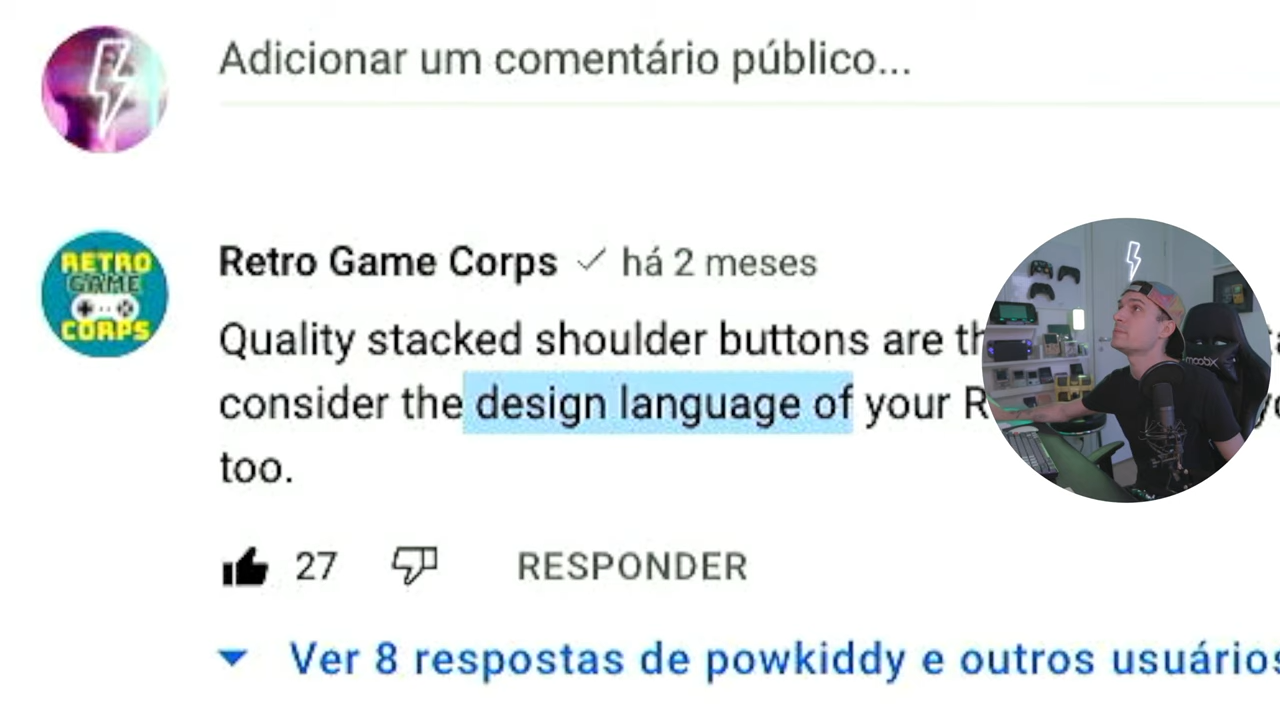 Adicionar um comentário público...
RETRO
GAME
CORPS
Retro Game Corps há 2 meses
Quality stacked shoulder buttons are
consider the design language of your
too.
27 RESPONDER
Ver 8 respostas de powkiddy e outros usuários
moobx